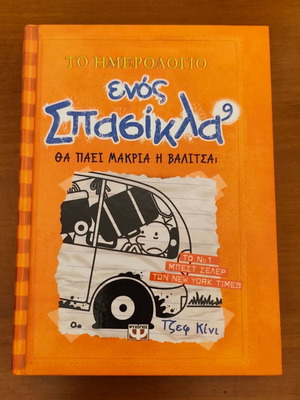 ΤΟ ΗΜΕΡΟΛΟΓΙΟ
ενός
Σπασίκλα 9
ΘΑ ΠΑΕΙ ΜΑΚΡΙΑ Η ΒΑΛΙΤΣΑ;
ΤΟ Νο 1
ΜΠΕΣΤ ΣΕΛΕΡ
ΤΩΝ NEW YORK TIMES
Τζεφ Κίνι
ΨΥΧΟΓΙΟΣ